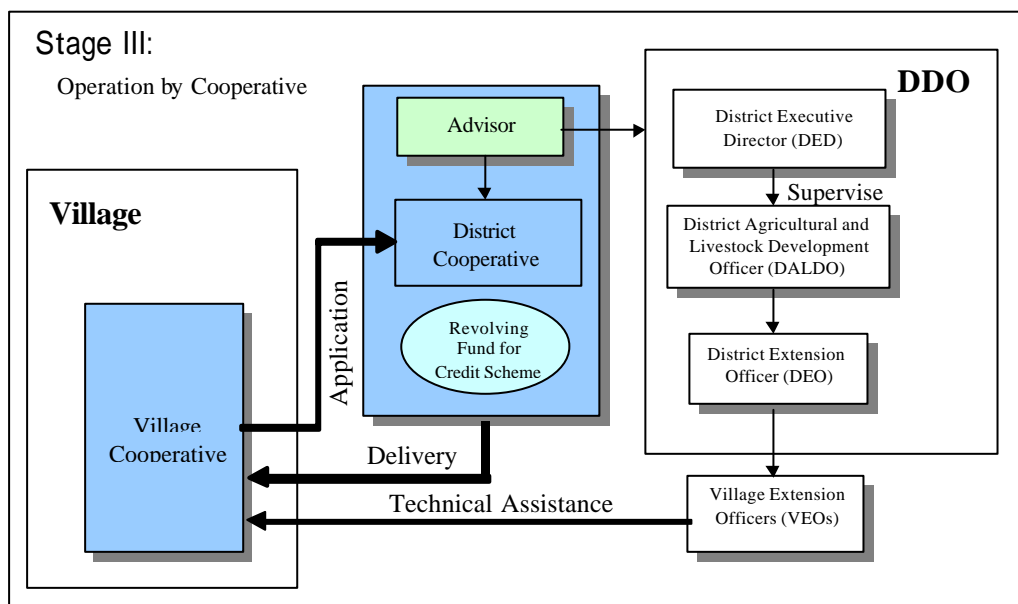 Stage III:
Operation by Cooperative
Village
Village
Cooperative
Application
Delivery
Technical Assistance
Advisor
District
Cooperative
Revolving
Fund for
Credit Scheme
DDO
District Executive
Director (DED)
Supervise
District Agricultural and
Livestock Development
Officer (DALDO)
District Extension
Officer (DEO)
Village Extension
Officers (VEOs)